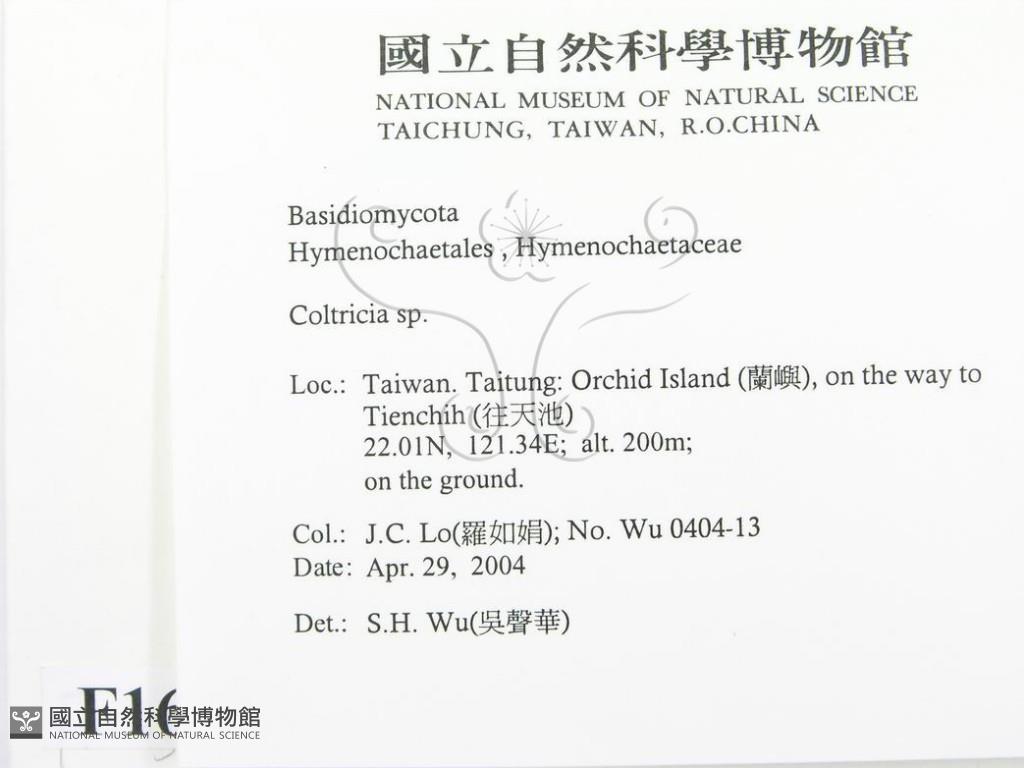 國立自然科學博物館
NATIONAL MUSEUM OF NATURAL SCIENCE
TAICHUNG, TAIWAN, R.O.CHINA
Basidiomycota
Hymenochaetales , Hymenochaetaceae
Coltricia sp.
Loc.: Taiwan. Taitung: Orchid Island (蘭嶼), on the way to
Tienchih (往天池)
22.01N, 121.34E; alt. 200m;
on the ground.
Col.: J.C. Lo(羅如娟); No. Wu 0404-13
Date: Apr. 29, 2004
Det.: S.H. Wu(吳聲華)
F16
國立自然科學博物館
NATIONAL MUSEUM OF NATURAL SCIENCE